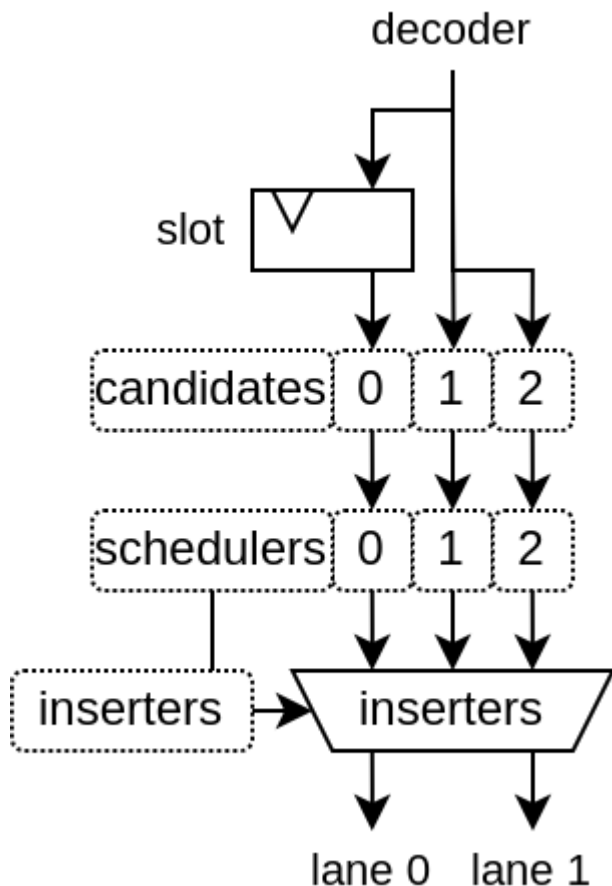 decoder
slot
candidates 0 1 2
schedulers 0 1 2
inserters inserters
lane 0 lane 1